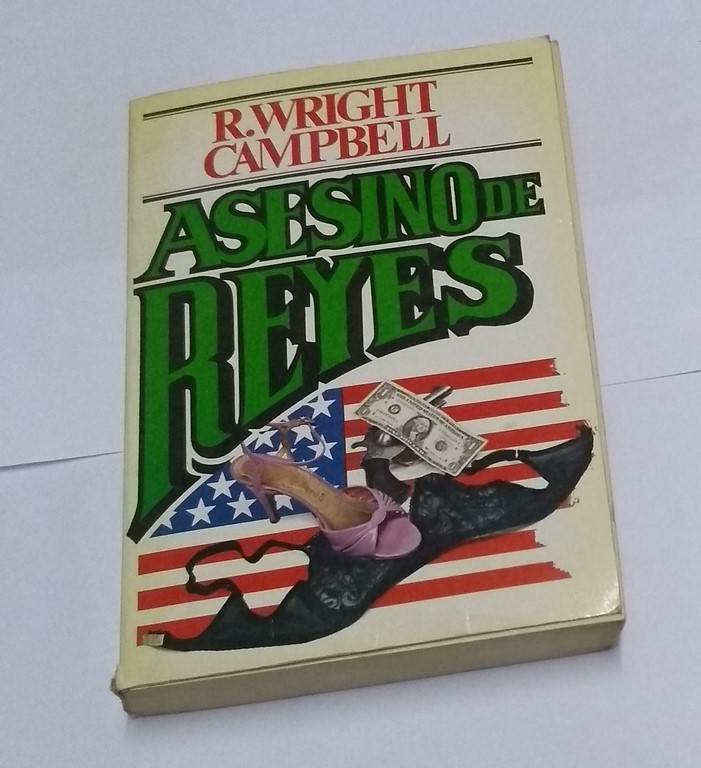 R.WRIGHT
CAMPBELL
ASESINO DE
REYES